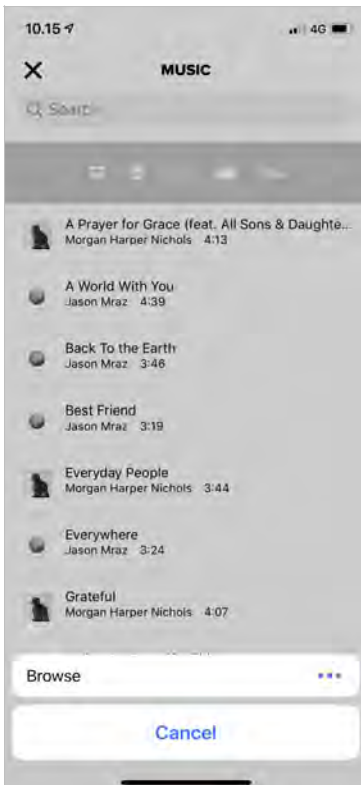 10.15
4G
MUSIC
A Prayer for Grace (feat. All Sons & Daughte...
Morgan Harper Nichols 4:13
A World With You
Jason Mraz 4:39
Back To the Earth
Jason Mraz 3:46
Best Friend
Jason Mraz 3:19
Everyday People
Morgan Harper Nichols 3:44
Everywhere
Jason Mraz 3:24
Grateful
Morgan Harper Nichols 4:07
Browse
Cancel